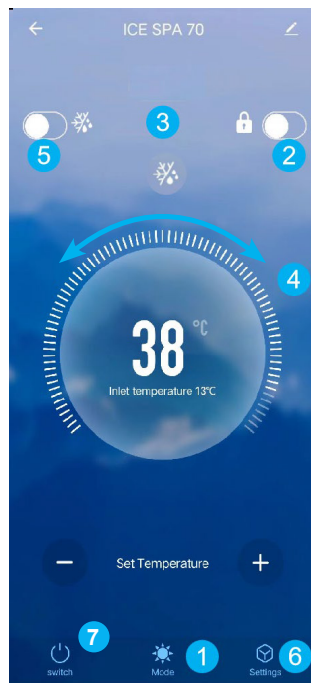 ICE SPA 70
3
5
2
4
38 °C
Inlet temperature 13°C
Set Temperature
7
1
6
switch
Mode
Settings